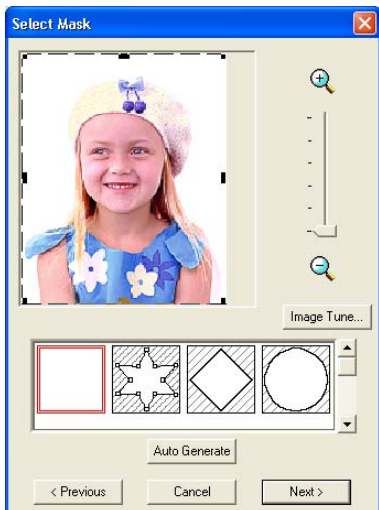 Select Mask
Image Tune...
Auto Generate
< Previous
Cancel
Next >